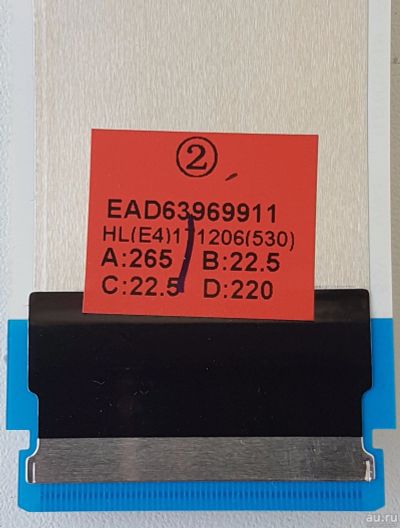 ②
EAD63969911
HL(E4)171206(530)
A:265 B:22.5
C:22.5 D:220
au.ru